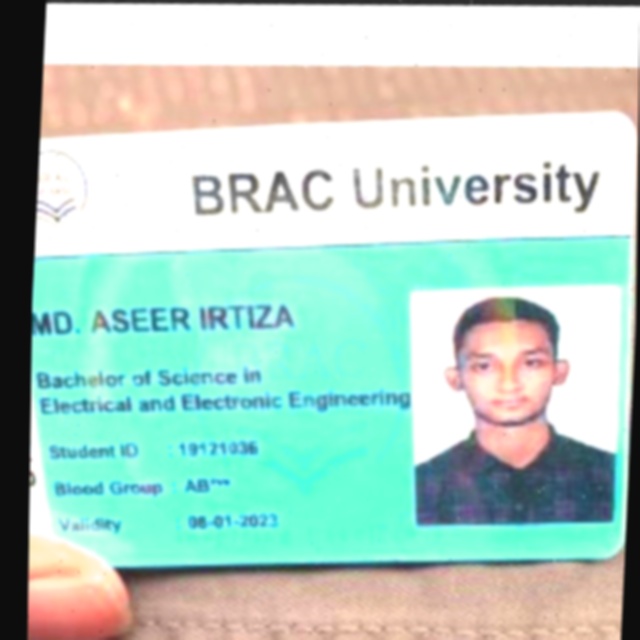 BRAC University
MD. ASEER IRTIZA
Bachelor of Science in
Electrical and Electronic Engineering
Student ID : 19121036
Blood Group : AB
Validity : 08-01-2023